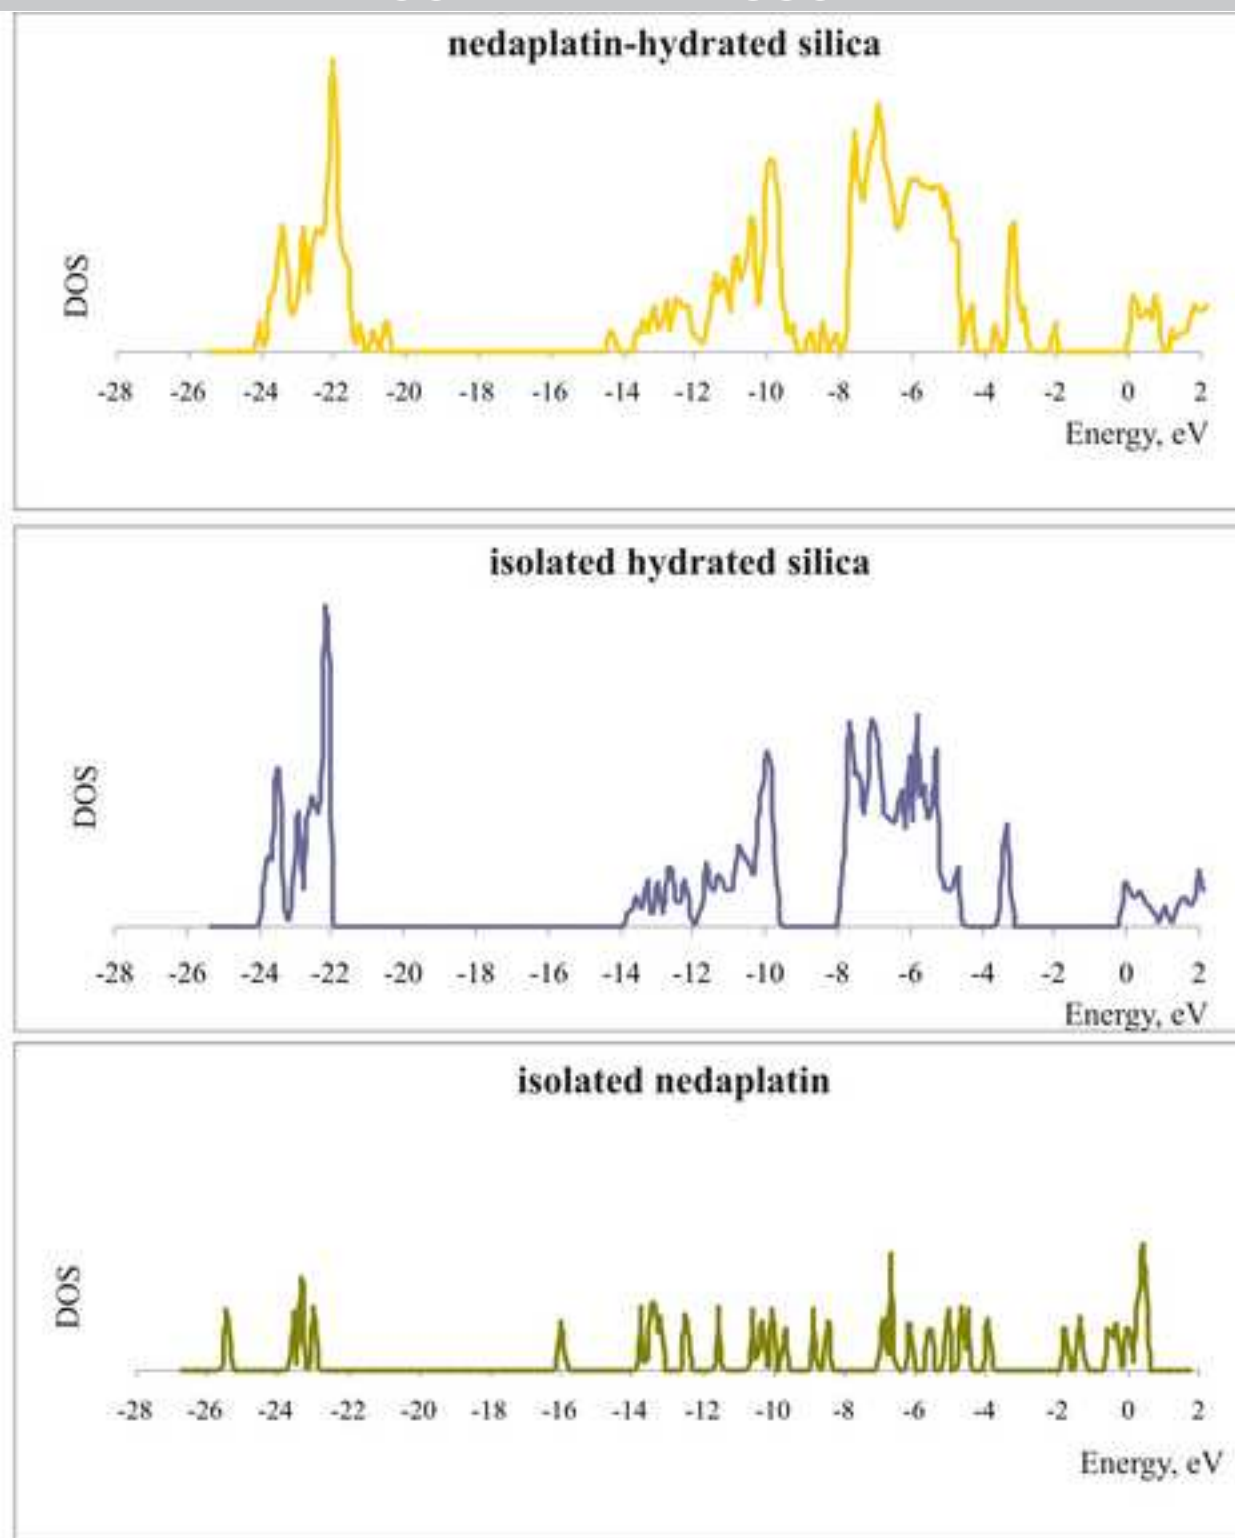 nedaplatin-hydrated silica
DOS
-28 -26 -24 -22 -20 -18 -16 -14 -12 -10 -8 -6 -4 -2 0 2
Energy, eV
isolated hydrated silica
DOS
-28 -26 -24 -22 -20 -18 -16 -14 -12 -10 -8 -6 -4 -2 0 2
Energy, eV
isolated nedaplatin
DOS
-28 -26 -24 -22 -20 -18 -16 -14 -12 -10 -8 -6 -4 -2 0 2
Energy, eV